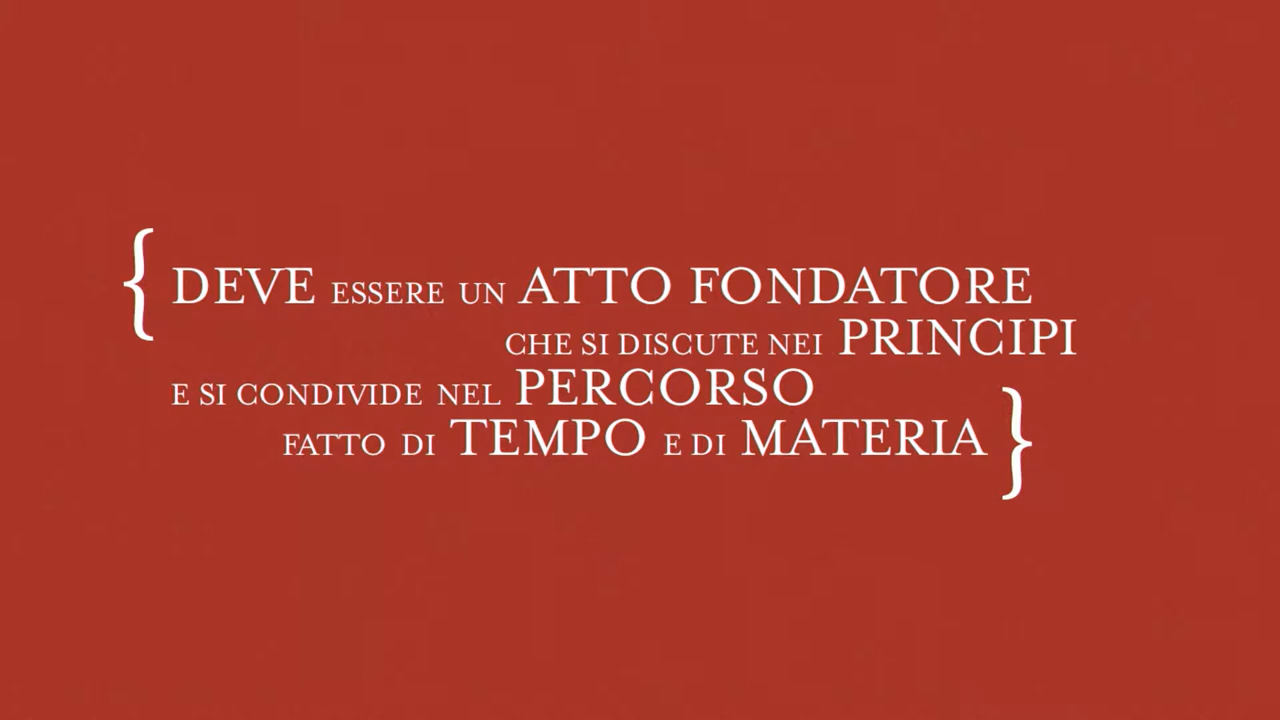 { DEVE ESSERE UN ATTO FONDATORE
CHE SI DISCUTE NEI PRINCIPI
E SI CONDIVIDE NEL PERCORSO
FATTO DI TEMPO E DI MATERIA }